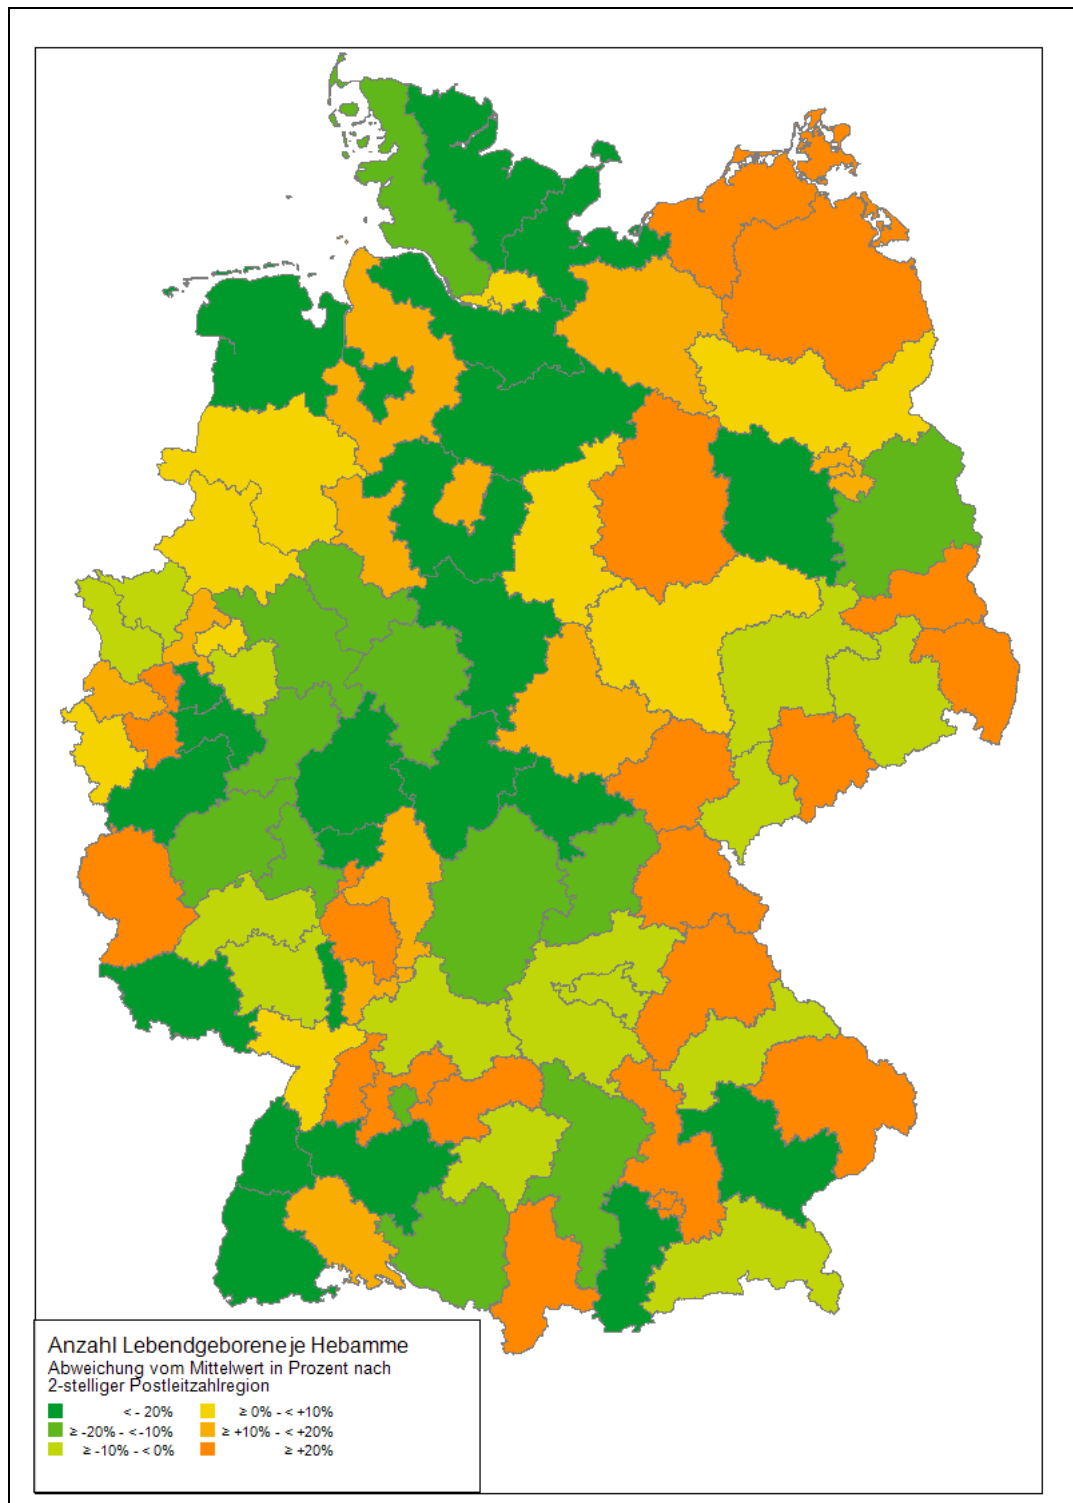 Anzahl Lebendgeborene je Hebamme
Abweichung vom Mittelwert in Prozent nach
2-stelliger Postleitzahlregion
< - 20% ≥ 0% - < +10%
≥ -20% - < -10% ≥ +10% - < +20%
≥ -10% - < 0% ≥ +20%